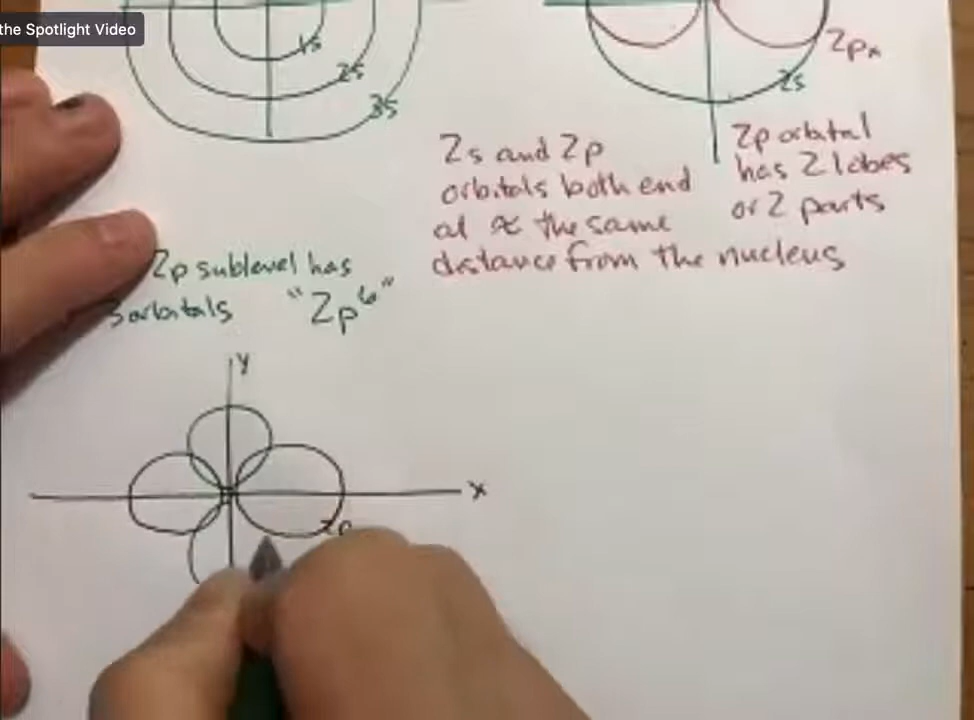 the Spotlight Video
1s
2s
3s
2px
2s
2s and 2p
orbitals both end
at ≈ the same
distance from the nucleus
2p orbital
has 2 lobes
or 2 parts
2p sublevel has
3 orbitals "2p⁶"
y
x
2p